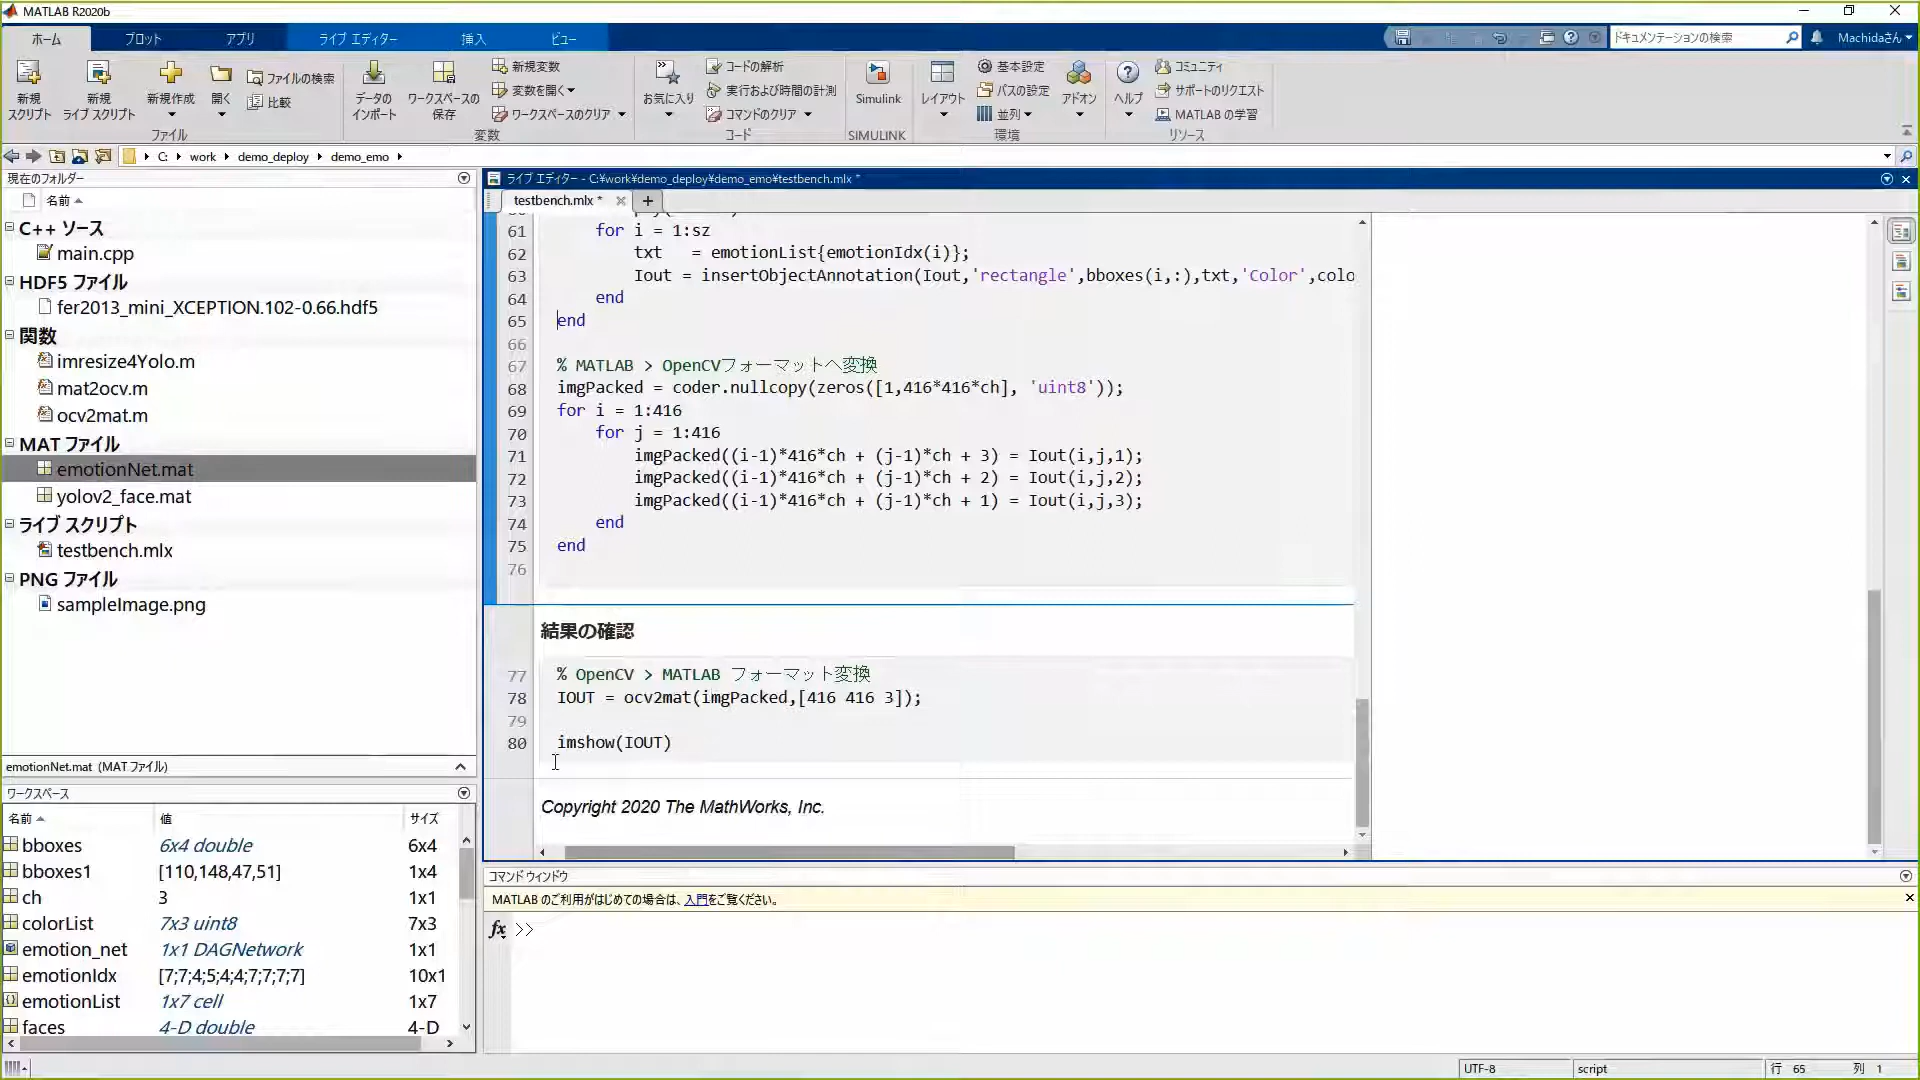 MATLAB R2020b
ホーム
プロット
アプリ
ライブ エディター
挿入
ビュー
ドキュメンテーションの検索
Machidaさん
新規
スクリプト
新規
ライブ スクリプト
新規作成
開く
ファイルの検索
比較
ファイル
データの
インポート
ワークスペースの
保存
新規変数
変数を開く
ワークスペースのクリア
変数
お気に入り
コードの解析
実行および時間の計測
コマンドのクリア
コード
Simulink
SIMULINK
レイアウト
基本設定
パスの設定
並列
アドオン
環境
ヘルプ
コミュニティ
サポートのリクエスト
MATLAB の学習
リソース
C: work demo_deploy demo_emo
現在のフォルダー
名前
C++ ソース
main.cpp
HDF5 ファイル
fer2013_mini_XCEPTION.102-0.66.hdf5
関数
imresize4Yolo.m
mat2ocv.m
ocv2mat.m
MAT ファイル
emotionNet.mat
yolov2_face.mat
ライブ スクリプト
testbench.mlx
PNG ファイル
sampleImage.png
emotionNet.mat (MAT ファイル)
ワークスペース
名前 値 サイズ
bboxes 6x4 double 6x4
bboxes1 [110,148,47,51] 1x4
ch 3 1x1
colorList 7x3 uint8 7x3
emotion_net 1x1 DAGNetwork 1x1
emotionIdx [7;7;4;5;4;4;7;7;7;7] 10x1
emotionList 1x7 cell 1x7
faces 4-D double 4-D
ライブ エディター - C:¥work¥demo_deploy¥demo_emo¥testbench.mlx *
testbench.mlx *
61 for i = 1:sz
62 txt = emotionList{emotionIdx(i)};
63 Iout = insertObjectAnnotation(Iout,'rectangle',bboxes(i,:),txt,'Color',colo
64 end
65 end
66
67 % MATLAB > OpenCVフォーマットへ変換
68 imgPacked = coder.nullcopy(zeros([1,416*416*ch], 'uint8'));
69 for i = 1:416
70 for j = 1:416
71 imgPacked((i-1)*416*ch + (j-1)*ch + 3) = Iout(i,j,1);
72 imgPacked((i-1)*416*ch + (j-1)*ch + 2) = Iout(i,j,2);
73 imgPacked((i-1)*416*ch + (j-1)*ch + 1) = Iout(i,j,3);
74 end
75 end
76
結果の確認
77 % OpenCV > MATLAB フォーマット変換
78 IOUT = ocv2mat(imgPacked,[416 416 3]);
79
80 imshow(IOUT)
Copyright 2020 The MathWorks, Inc.
コマンド ウィンドウ
MATLAB のご利用がはじめての場合は、入門をご覧ください。
fx >>
UTF-8
script
行 65 列 1